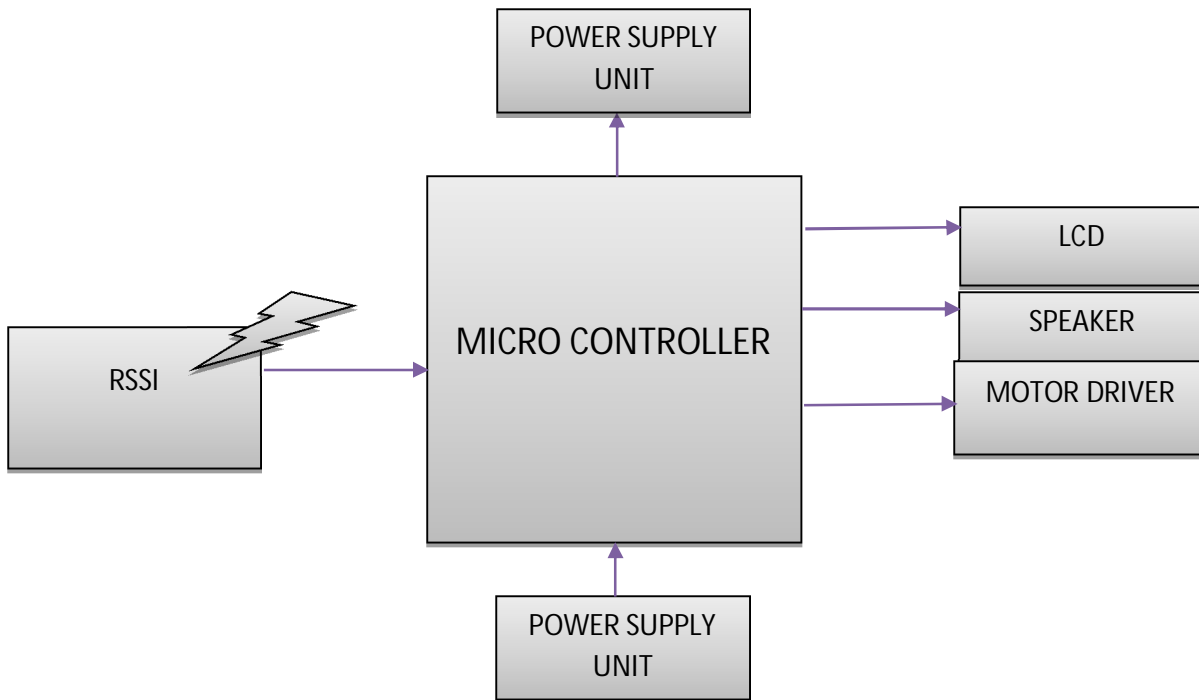 POWER SUPPLY
UNIT
LCD
SPEAKER
MICRO CONTROLLER
RSSI
MOTOR DRIVER
POWER SUPPLY
UNIT